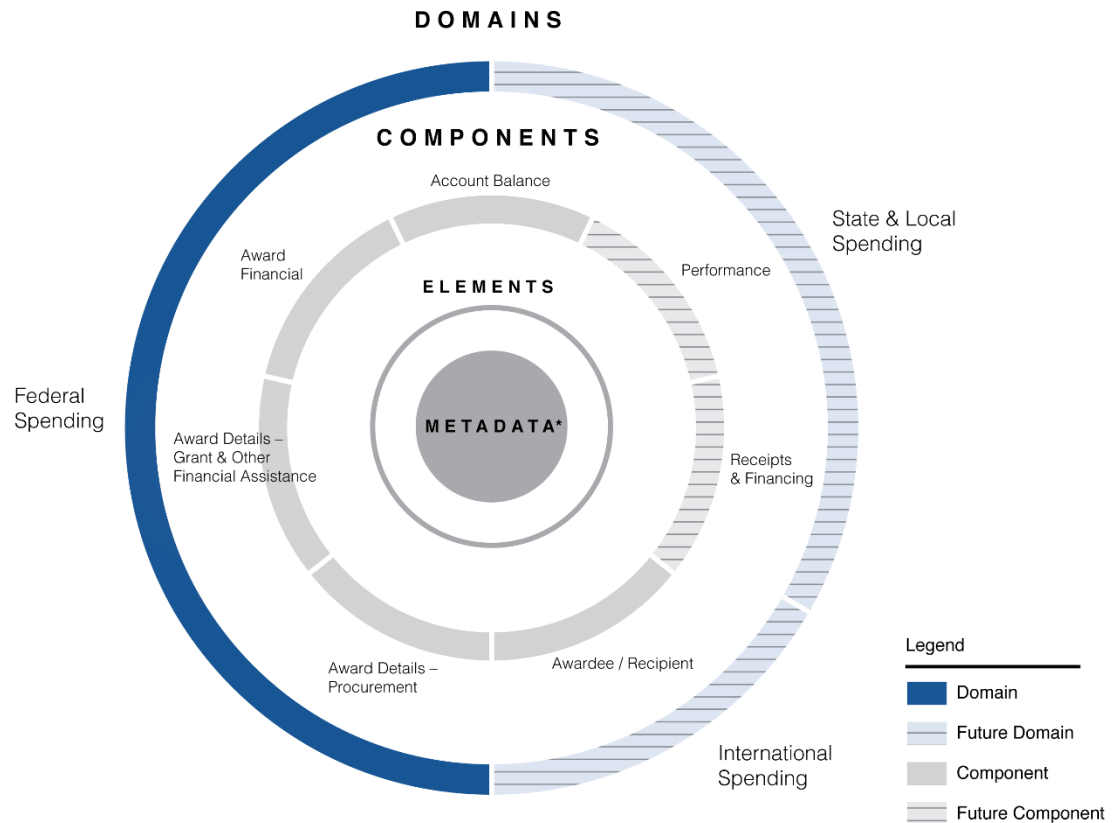 DOMAINS
COMPONENTS
Account Balance
Award
Financial
Performance
State & Local
Spending
ELEMENTS
METADATA*
Federal
Spending
Award Details –
Grant & Other
Financial Assistance
Receipts
& Financing
Award Details –
Procurement
Awardee / Recipient
International
Spending
Legend
Domain
Future Domain
Component
Future Component